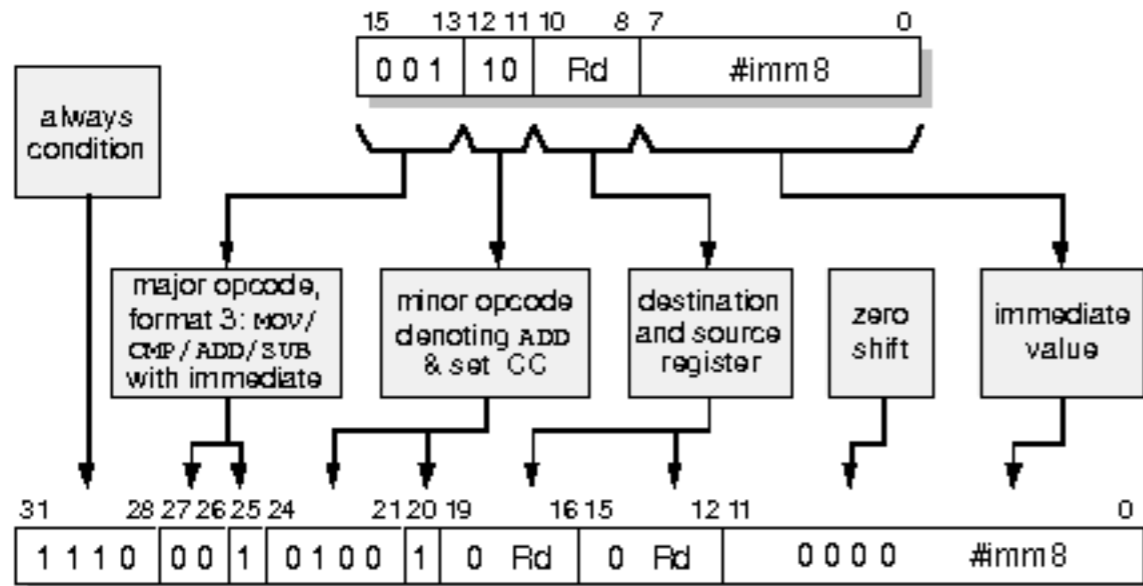 15 13 12 11 10 8 7 0
0 0 1 10 Rd #imm8
always
condition
major opcode,
format 3: MOV/
CMP/ADD/SUB
with immediate
minor opcode
denoting ADD
& set CC
destination
and source
register
zero
shift
immediate
value
31 28 27 26 25 24 21 20 19 16 15 12 11 0
1 1 1 0 0 0 1 0 1 0 0 1 0 Rd 0 Rd 0 0 0 0 #imm8